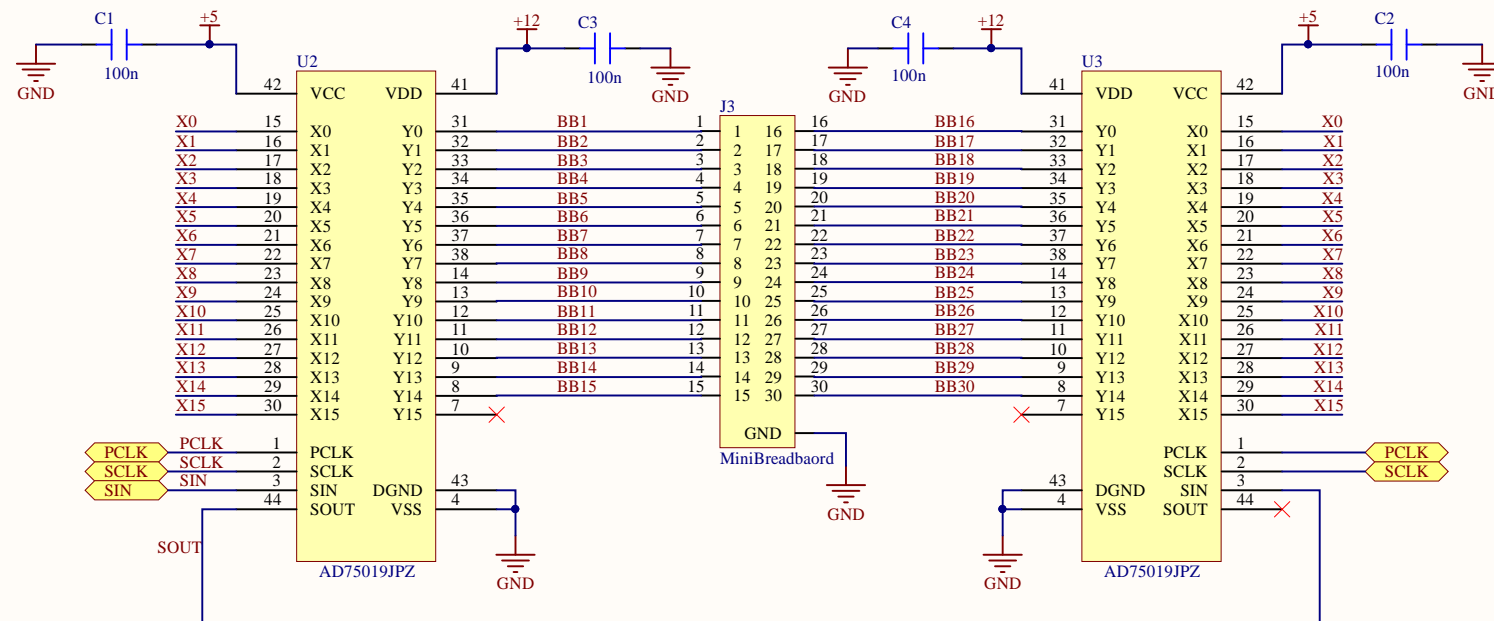 C1 +5 +12 C3 C4 +12 +5 C2
100n 100n 100n 100n
GND GND GND GND
U2 J3 U3
42 VCC VDD 41 41 VDD VCC 42
X0 15 X0 Y0 31 BB1 1 1 16 16 BB16 31 Y0 X0 15 X0
X1 16 X1 Y1 32 BB2 2 2 17 17 BB17 32 Y1 X1 16 X1
X2 17 X2 Y2 33 BB3 3 3 18 18 BB18 33 Y2 X2 17 X2
X3 18 X3 Y3 34 BB4 4 4 19 19 BB19 34 Y3 X3 18 X3
X4 19 X4 Y4 35 BB5 5 5 20 20 BB20 35 Y4 X4 19 X4
X5 20 X5 Y5 36 BB6 6 6 21 21 BB21 36 Y5 X5 20 X5
X6 21 X6 Y6 37 BB7 7 7 22 22 BB22 37 Y6 X6 21 X6
X7 22 X7 Y7 38 BB8 8 8 23 23 BB23 38 Y7 X7 22 X7
X8 23 X8 Y8 14 BB9 9 9 24 24 BB24 14 Y8 X8 23 X8
X9 24 X9 Y9 13 BB10 10 10 25 25 BB25 13 Y9 X9 24 X9
X10 25 X10 Y10 12 BB11 11 11 26 26 BB26 12 Y10 X10 25 X10
X11 26 X11 Y11 11 BB12 12 12 27 27 BB27 11 Y11 X11 26 X11
X12 27 X12 Y12 10 BB13 13 13 28 28 BB28 10 Y12 X12 27 X12
X13 28 X13 Y13 9 BB14 14 14 29 29 BB29 9 Y13 X13 28 X13
X14 29 X14 Y14 8 BB15 15 15 30 30 BB30 8 Y14 X14 29 X14
X15 30 X15 Y15 7 7 Y15 X15 30 X15
GND
PCLK PCLK 1 PCLK PCLK 1 PCLK
MiniBreadbaord
SCLK SCLK 2 SCLK SCLK 2 SCLK
SIN SIN 3 SIN DGND 43 43 DGND SIN 3
44 SOUT VSS 4 4 VSS SOUT 44
GND
SOUT
AD75019JPZ AD75019JPZ
GND GND